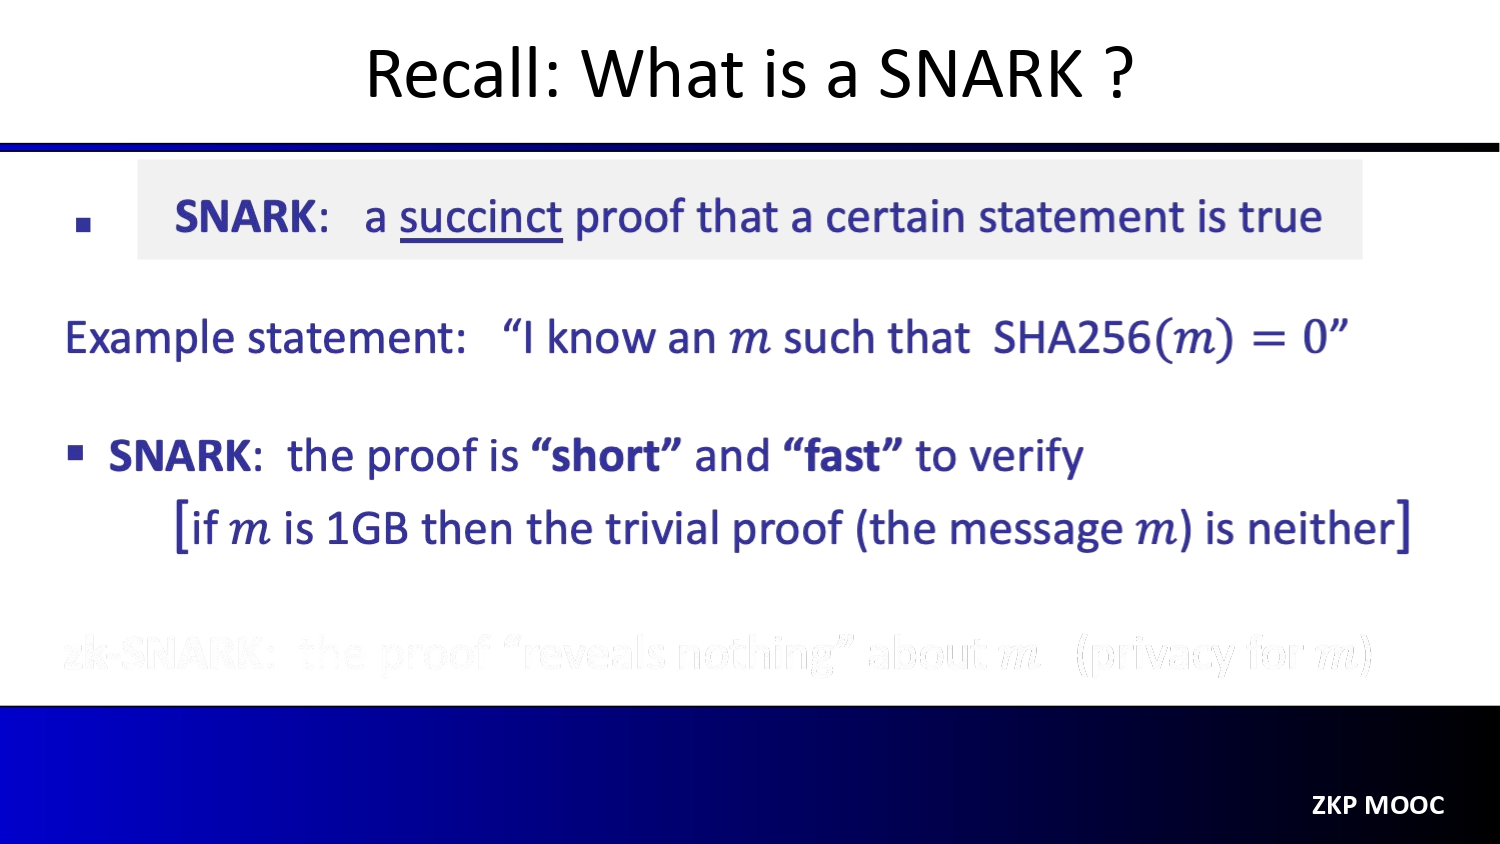 Recall: What is a SNARK ?
▪ SNARK: a succinct proof that a certain statement is true
Example statement: “I know an m such that SHA256(m) = 0”
▪ SNARK: the proof is “short” and “fast” to verify
[if m is 1GB then the trivial proof (the message m) is neither]
zk-SNARK: the proof “reveals nothing” about m (privacy for m)
ZKP MOOC